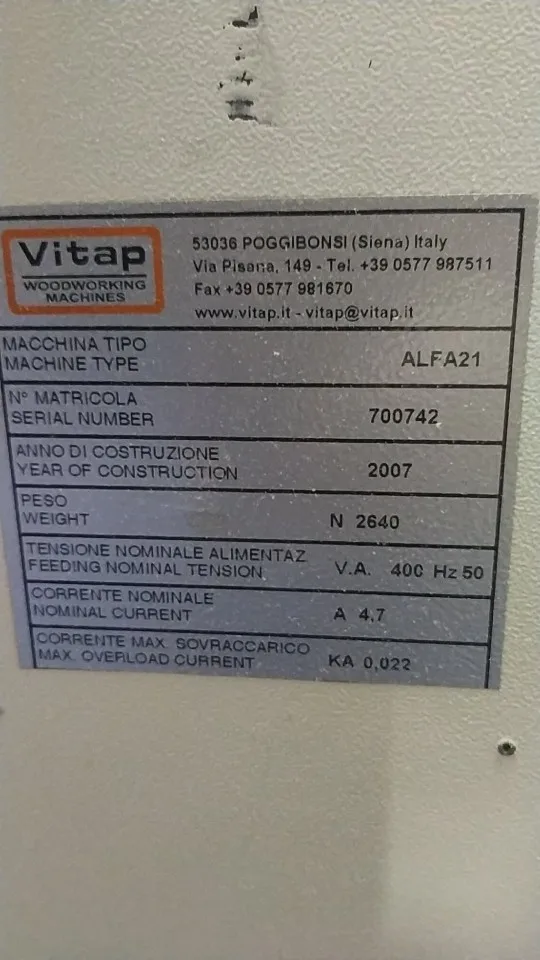 Vitap
WOODWORKING
MACHINES
53036 POGGIBONSI (Siena) Italy
Via Pisana, 149 - Tel. +39 0577 987511
Fax +39 0577 981670
www.vitap.it - vitap@vitap.it
MACCHINA TIPO
MACHINE TYPE
ALFA21
N° MATRICOLA
SERIAL NUMBER
700742
ANNO DI COSTRUZIONE
YEAR OF CONSTRUCTION
2007
PESO
WEIGHT
N 2640
TENSIONE NOMINALE ALIMENTAZ
FEEDING NOMINAL TENSION
V.A. 400 Hz 50
CORRENTE NOMINALE
NOMINAL CURRENT
A 4,7
CORRENTE MAX. SOVRACCARICO
MAX. OVERLOAD CURRENT
KA 0,022